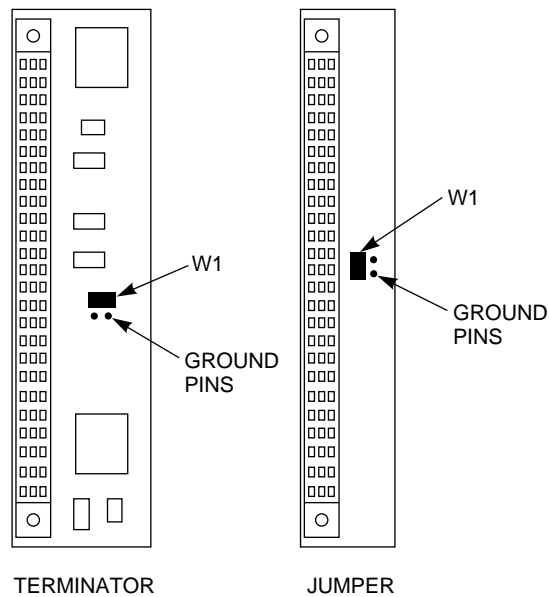 W1
GROUND
PINS
TERMINATOR
W1
GROUND
PINS
JUMPER